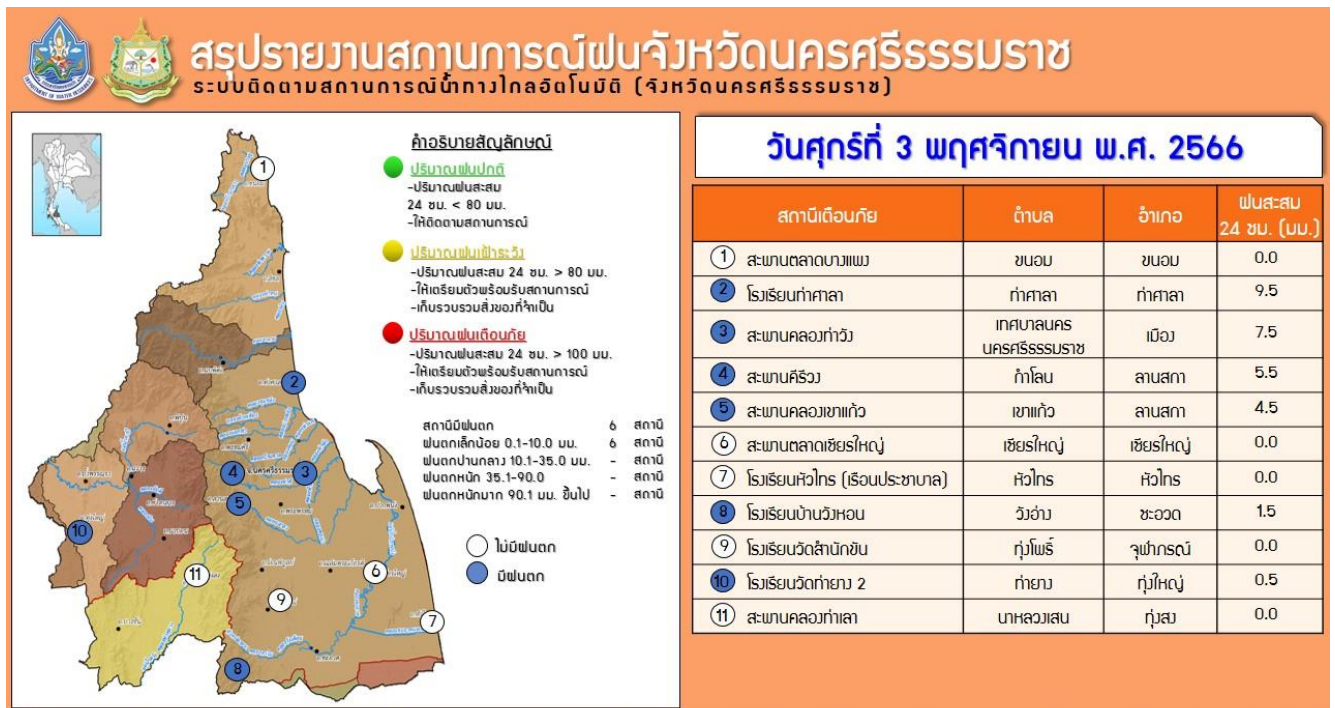 สรุปรายงานสถานการณ์ฝนจังหวัดนครศรีธรรมราช
ระบบติดตามสถานการณ์น้ำทางไกลอัตโนมัติ (จังหวัดนครศรีธรรมราช)
คำอธิบายสัญลักษณ์
ปริมาณฝนปกติ
-ปริมาณฝนสะสม
24 ชม. < 80 มม.
-ให้ติดตามสถานการณ์
ปริมาณฝนเฝ้าระวัง
-ปริมาณฝนสะสม 24 ชม. > 80 มม.
-ให้เตรียมตัวพร้อมรับสถานการณ์
-เก็บรวบรวมสิ่งของที่จำเป็น
ปริมาณฝนเตือนภัย
-ปริมาณฝนสะสม 24 ชม. > 100 มม.
-ให้เตรียมตัวพร้อมรับสถานการณ์
-เก็บรวบรวมสิ่งของที่จำเป็น
สถานีมีฝนตก 6 สถานี
ฝนตกเล็กน้อย 0.1-10.0 มม. 6 สถานี
ฝนตกปานกลาง 10.1-35.0 มม. - สถานี
ฝนตกหนัก 35.1-90.0 - สถานี
ฝนตกหนักมาก 90.1 มม. ขึ้นไป - สถานี
ไม่มีฝนตก
มีฝนตก
1
2
4
จ.นครศรีธรรมราช
3
5
10
11
6
9
7
8
วันศุกร์ที่ 3 พฤศจิกายน พ.ศ. 2566
สถานีเตือนภัย ตำบล อำเภอ ฝนสะสม
24 ชม. (มม.)
1 สะพานตลาดบางแพง ขนอม ขนอม 0.0
2 โรงเรียนท่าศาลา ท่าศาลา ท่าศาลา 9.5
3 สะพานคลองท่าวัง เทศบาลนคร
นครศรีธรรมราช เมือง 7.5
4 สะพานคีรีวง กำโลน ลานสกา 5.5
5 สะพานคลองเขาแก้ว เขาแก้ว ลานสกา 4.5
6 สะพานตลาดเชียรใหญ่ เชียรใหญ่ เชียรใหญ่ 0.0
7 โรงเรียนหัวไทร (เรือนประชาบาล) หัวไทร หัวไทร 0.0
8 โรงเรียนบ้านวังหอน วังอ่าง ชะอวด 1.5
9 โรงเรียนวัดสำนักขัน ทุ่งโพธิ์ จุฬาภรณ์ 0.0
10 โรงเรียนวัดท่ายาง 2 ท่ายาง ทุ่งใหญ่ 0.5
11 สะพานคลองท่าเลา นาหลวงเสน ทุ่งสง 0.0